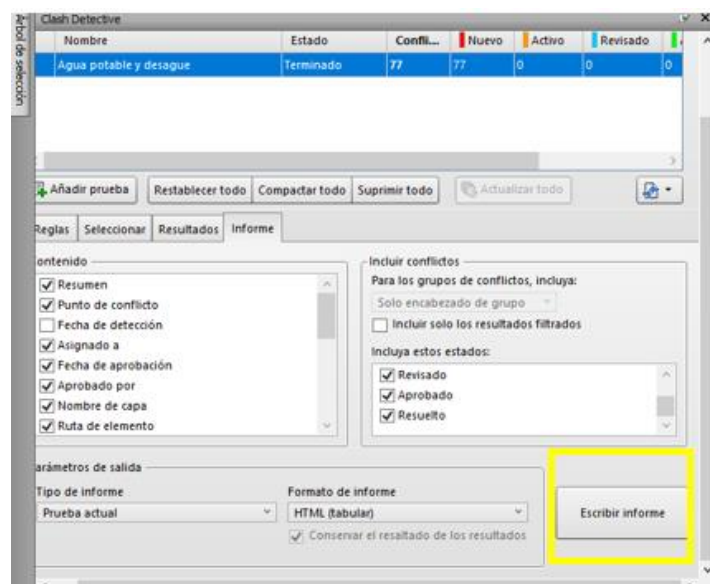 Clash Detective
Árbol de selección
Nombre Estado Confli... Nuevo Activo Revisado
Agua potable y desague Terminado 77 77 0 0 0
Añadir prueba Restablecer todo Compactar todo Suprimir todo Actualizar todo
Reglas Seleccionar Resultados Informe
ontenido Incluir conflictos
Resumen Para los grupos de conflictos, incluya:
Punto de conflicto Solo encabezado de grupo
Fecha de detección Incluir solo los resultados filtrados
Asignado a Incluya estos estados:
Fecha de aprobación Revisado
Aprobado por Aprobado
Nombre de capa Resuelto
Ruta de elemento
arámetros de salida
Tipo de informe Formato de informe
Prueba actual HTML (tabular) Escribir informe
Conservar el resaltado de los resultados